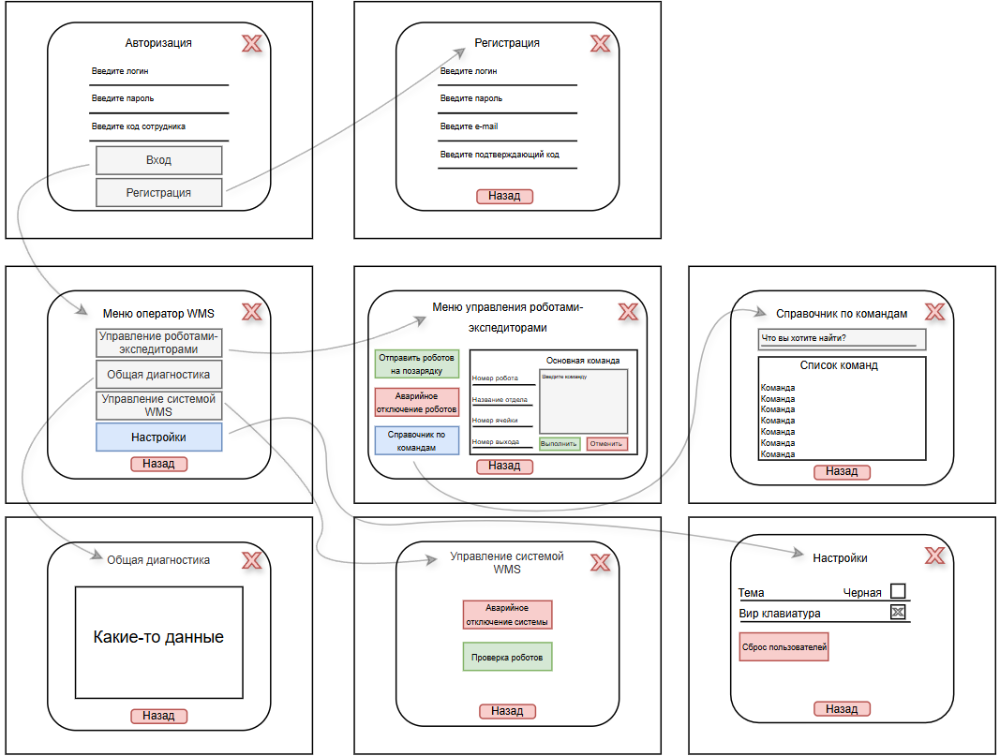 Авторизация
Введите логин
Введите пароль
Введите код сотрудника
Вход
Регистрация
Регистрация
Введите логин
Введите пароль
Введите e-mail
Введите подтверждающий код
Назад
Меню оператор WMS
Управление роботами-
экспедиторами
Общая диагностика
Управление системой
WMS
Настройки
Назад
Меню управления роботами-
экспедиторами
Отправить роботов
на позарядку
Аварийное
отключение роботов
Справочник по
командам
Основная команда
Номер робота
Название отдела
Номер ячейки
Номер выхода
Введите команду
Выполнить
Отменить
Назад
Справочник по командам
Что вы хотите найти?
Список команд
Команда
Команда
Команда
Команда
Команда
Команда
Команда
Назад
Общая диагностика
Какие-то данные
Назад
Управление системой
WMS
Аварийное
отключение системы
Проверка роботов
Назад
Настройки
Тема Черная
Вир клавиатура
Сброс пользователей
Назад